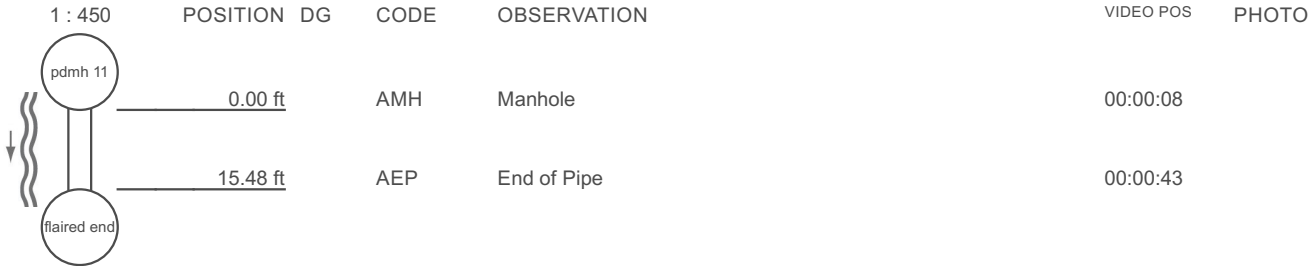 1 : 450 POSITION DG CODE OBSERVATION VIDEO POS PHOTO
pdmh 11
0.00 ft AMH Manhole 00:00:08
15.48 ft AEP End of Pipe 00:00:43
flaired end